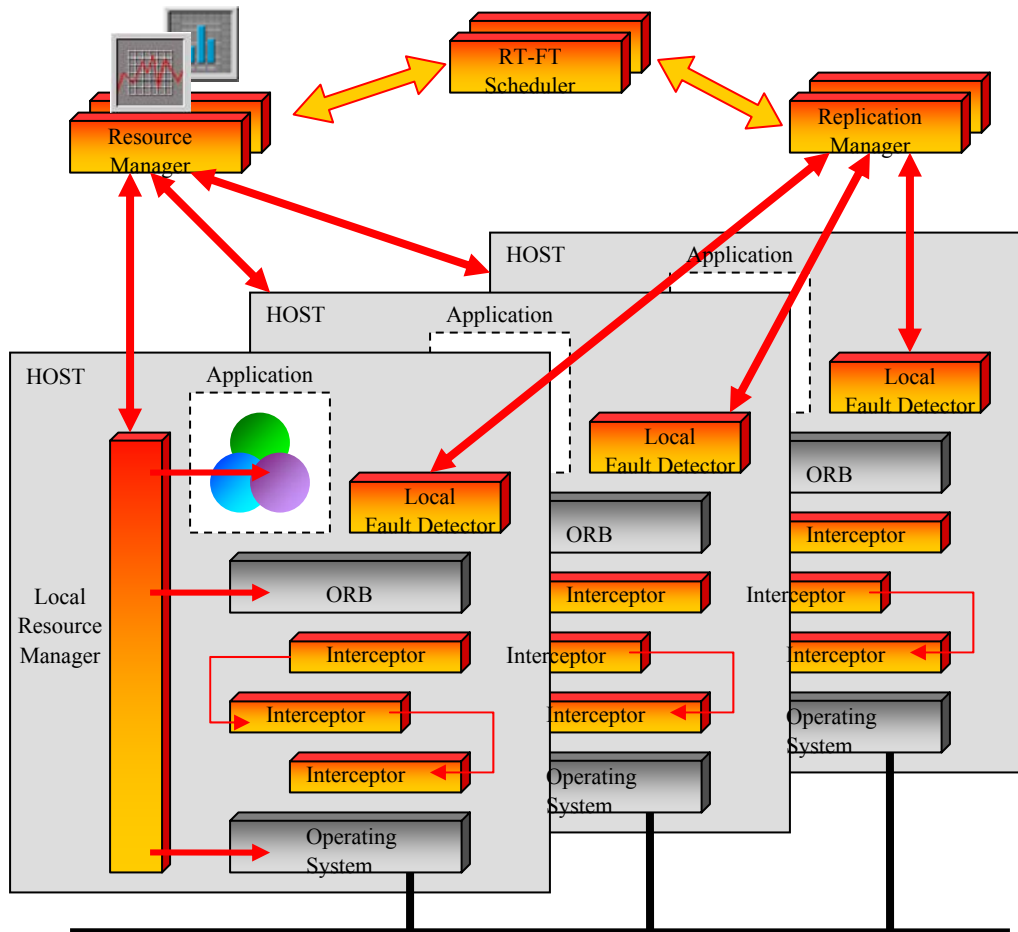 RT-FT
Scheduler
Resource
Manager
Replication
Manager
HOST
Application
Local
Fault Detector
ORB
Interceptor
Interceptor
Interceptor
Operating
System
HOST
Application
Local
Fault Detector
ORB
Interceptor
Interceptor
Interceptor
Operating
System
HOST
Application
Local
Fault Detector
ORB
Local
Resource
Manager
Interceptor
Interceptor
Interceptor
Operating
System